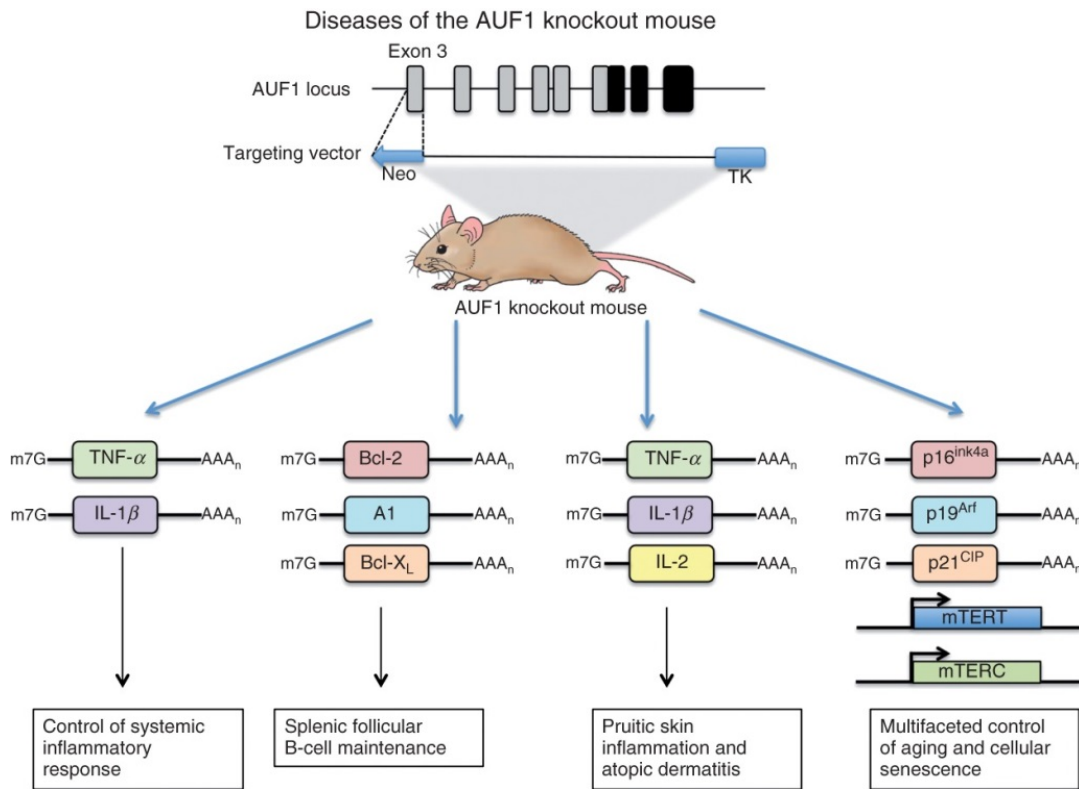 Diseases of the AUF1 knockout mouse
Exon 3
AUF1 locus
Targeting vector
Neo
TK
AUF1 knockout mouse
m7G TNF-α AAAn
m7G IL-1β AAAn
Control of systemic
inflammatory
response
m7G Bcl-2 AAAn
m7G A1 AAAn
m7G Bcl-XL AAAn
Splenic follicular
B-cell maintenance
m7G TNF-α AAAn
m7G IL-1β AAAn
m7G IL-2 AAAn
Pruitic skin
inflammation and
atopic dermatitis
m7G p16ink4a AAAn
m7G p19Arf AAAn
m7G p21CIP AAAn
mTERT
mTERC
Multifaceted control
of aging and cellular
senescence